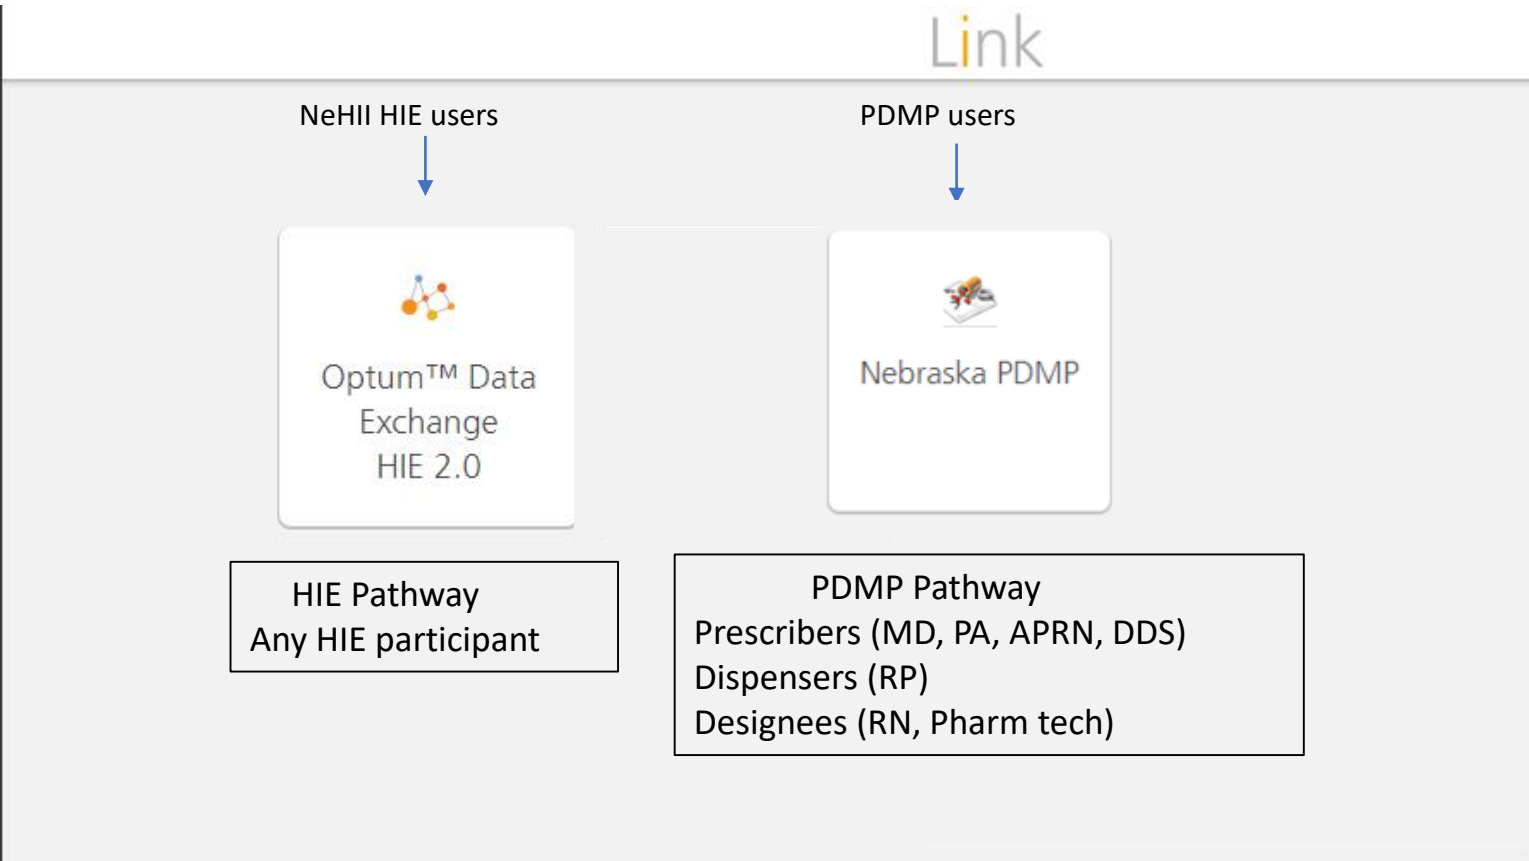 Link
NeHII HIE users
PDMP users
Optum™ Data
Exchange
HIE 2.0
Nebraska PDMP
HIE Pathway
Any HIE participant
PDMP Pathway
Prescribers (MD, PA, APRN, DDS)
Dispensers (RP)
Designees (RN, Pharm tech)